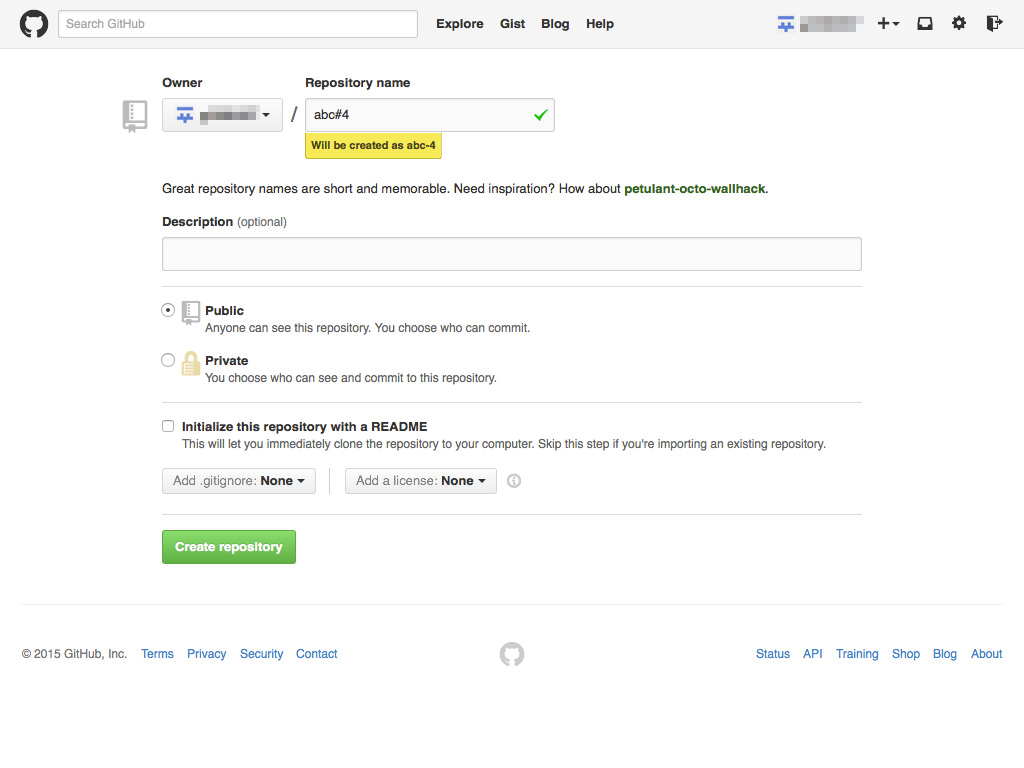 Search GitHub Explore Gist Blog Help
Owner Repository name
/ abc#4
Will be created as abc-4
Great repository names are short and memorable. Need inspiration? How about petulant-octo-wallhack.
Description (optional)
Public
Anyone can see this repository. You choose who can commit.
Private
You choose who can see and commit to this repository.
Initialize this repository with a README
This will let you immediately clone the repository to your computer. Skip this step if you're importing an existing repository.
Add .gitignore: None Add a license: None
Create repository
© 2015 GitHub, Inc. Terms Privacy Security Contact Status API Training Shop Blog About